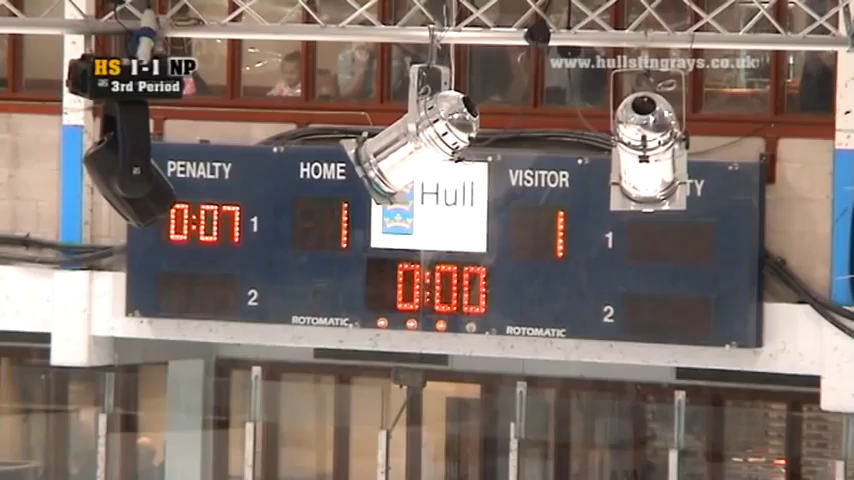 HS 1-1 NP
3rd Period
www.hullstingrays.co.uk
PENALTY HOME Hull VISITOR TY
0:07 1 1 1 1
0:00
2 2
ROTOMATIC ROTOMATIC